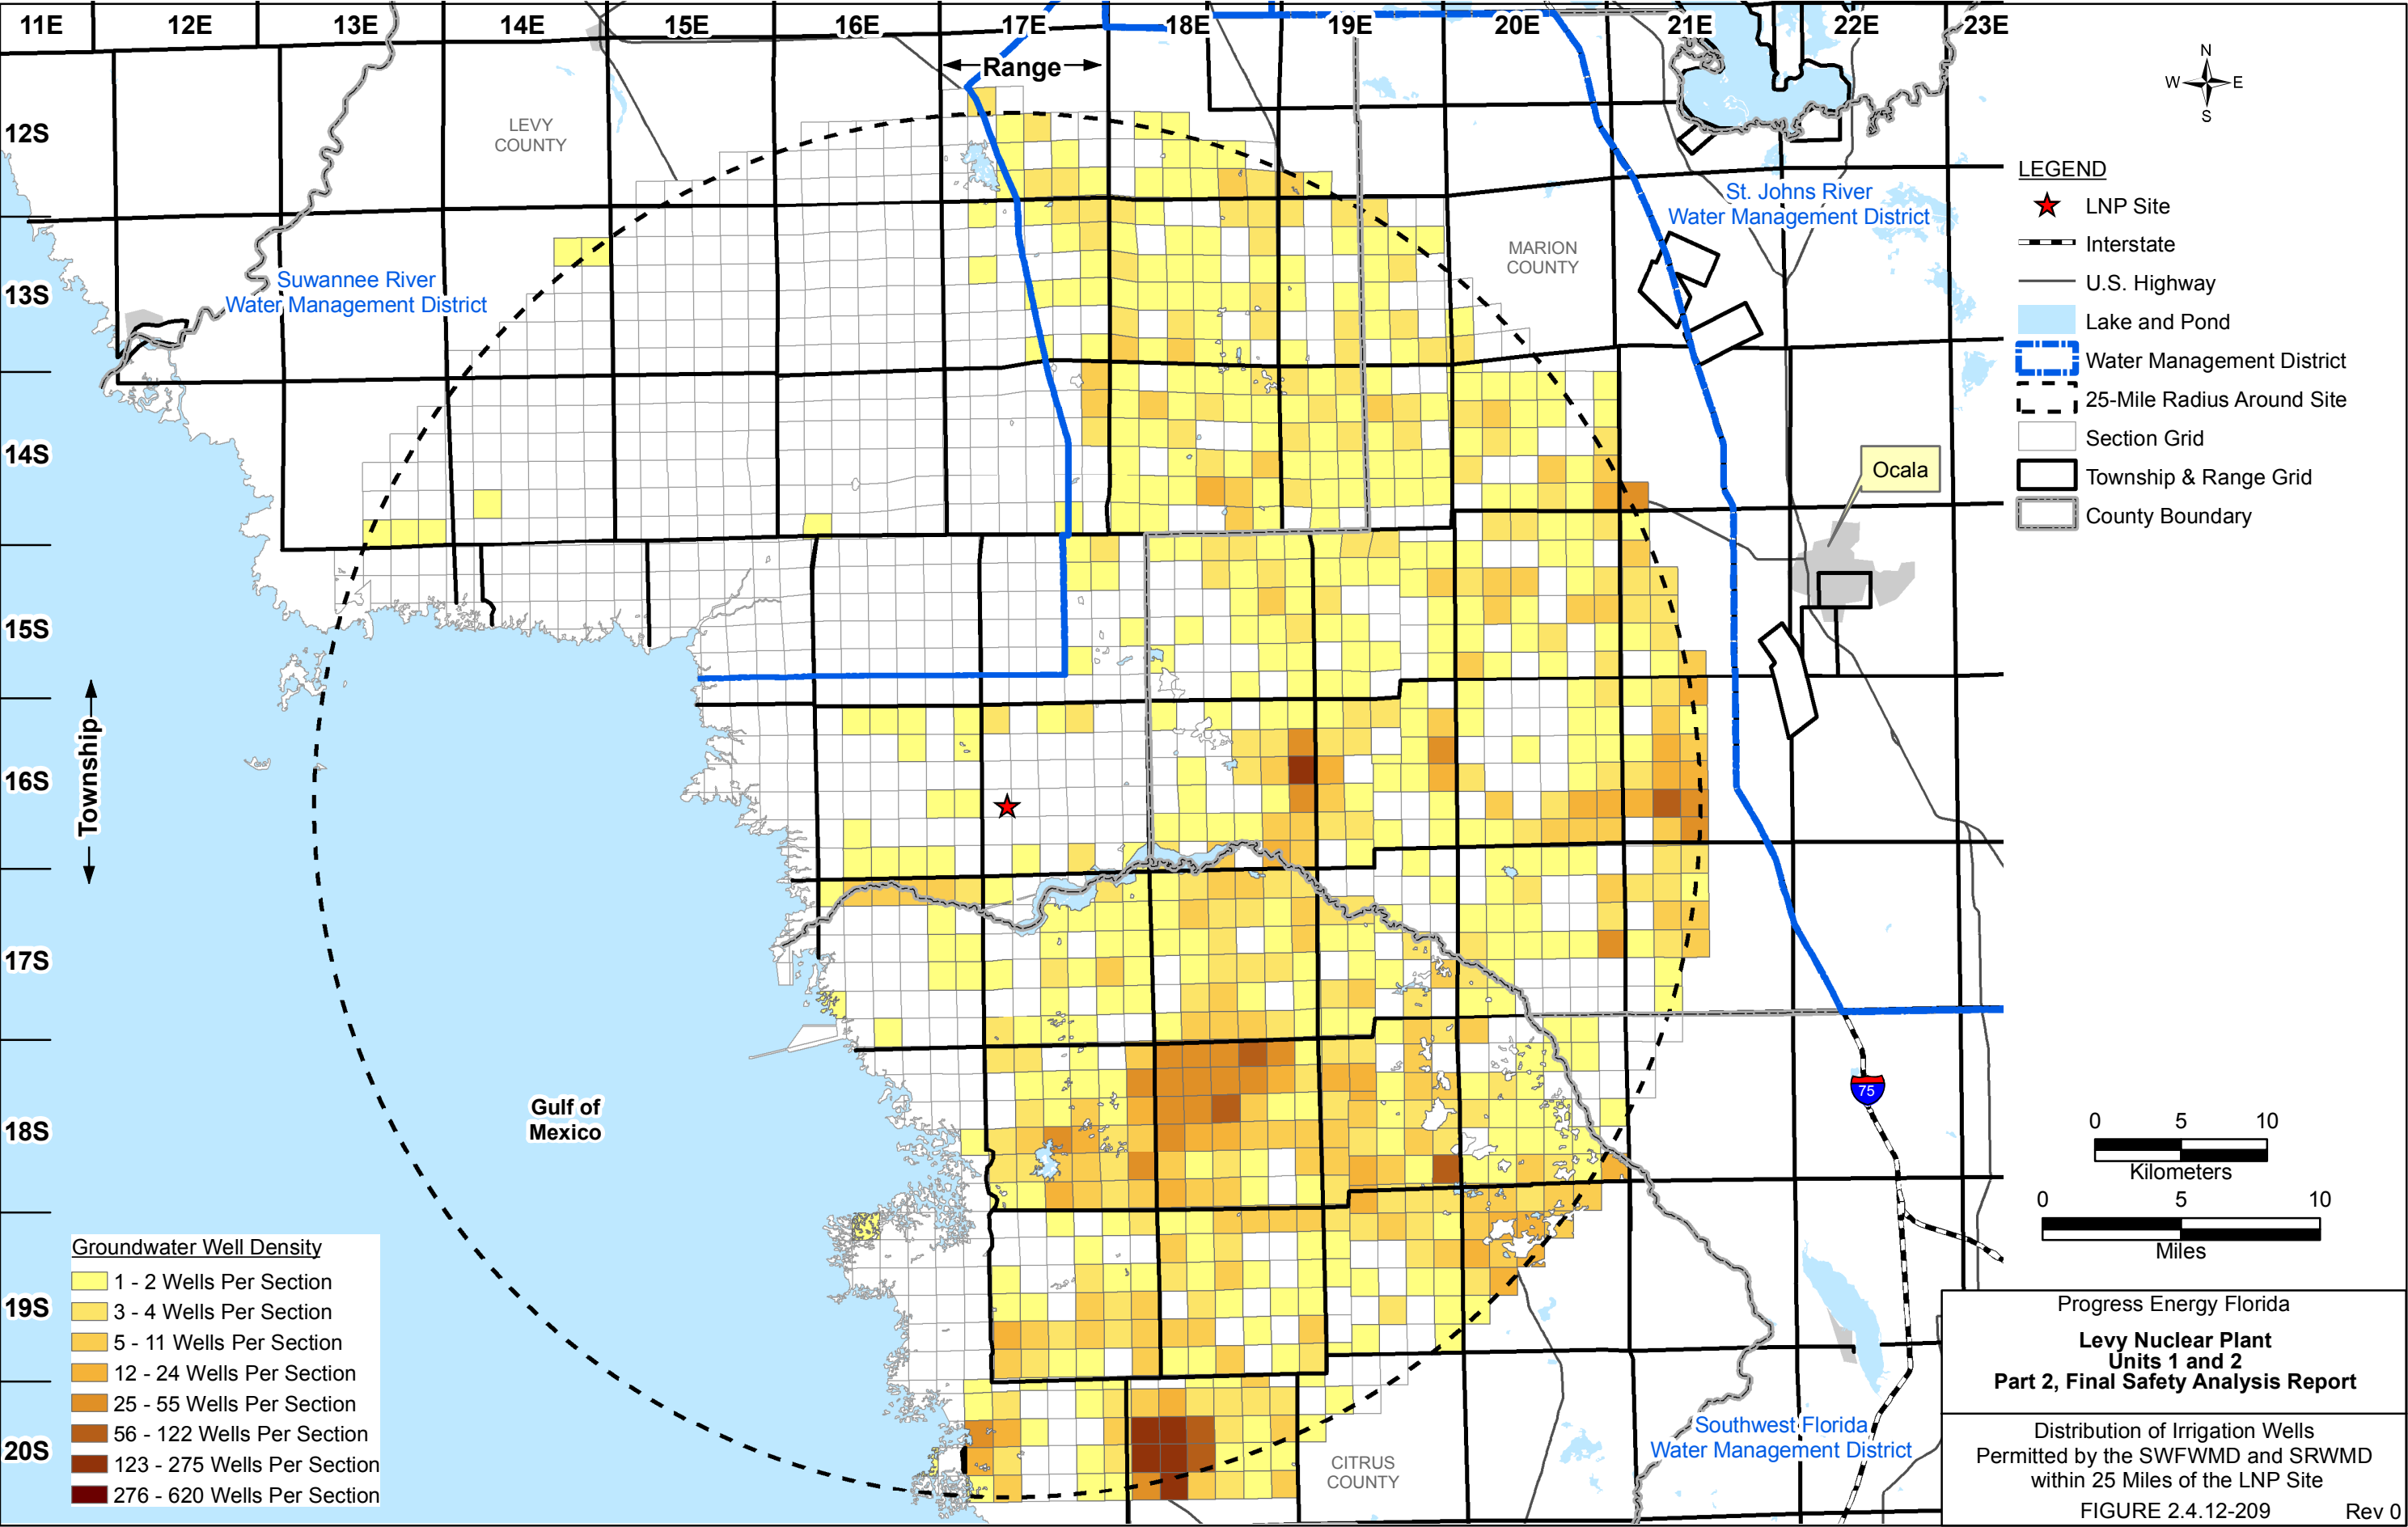 11E 12E 13E 14E 15E 16E 17E 18E 19E 20E 21E 22E 23E
Range
12S
13S
14S
15S
16S
17S
18S
19S
20S
Township
LEVY
COUNTY
MARION
COUNTY
CITRUS
COUNTY
Suwannee River
Water Management District
St. Johns River
Water Management District
Southwest Florida
Water Management District
Ocala
Gulf of
Mexico
75
N
W E
S
LEGEND
LNP Site
Interstate
U.S. Highway
Lake and Pond
Water Management District
25-Mile Radius Around Site
Section Grid
Township & Range Grid
County Boundary
Groundwater Well Density
1 - 2 Wells Per Section
3 - 4 Wells Per Section
5 - 11 Wells Per Section
12 - 24 Wells Per Section
25 - 55 Wells Per Section
56 - 122 Wells Per Section
123 - 275 Wells Per Section
276 - 620 Wells Per Section
0 5 10
Kilometers
0 5 10
Miles
Progress Energy Florida
Levy Nuclear Plant
Units 1 and 2
Part 2, Final Safety Analysis Report
Distribution of Irrigation Wells
Permitted by the SWFWMD and SRWMD
within 25 Miles of the LNP Site
FIGURE 2.4.12-209 Rev 0